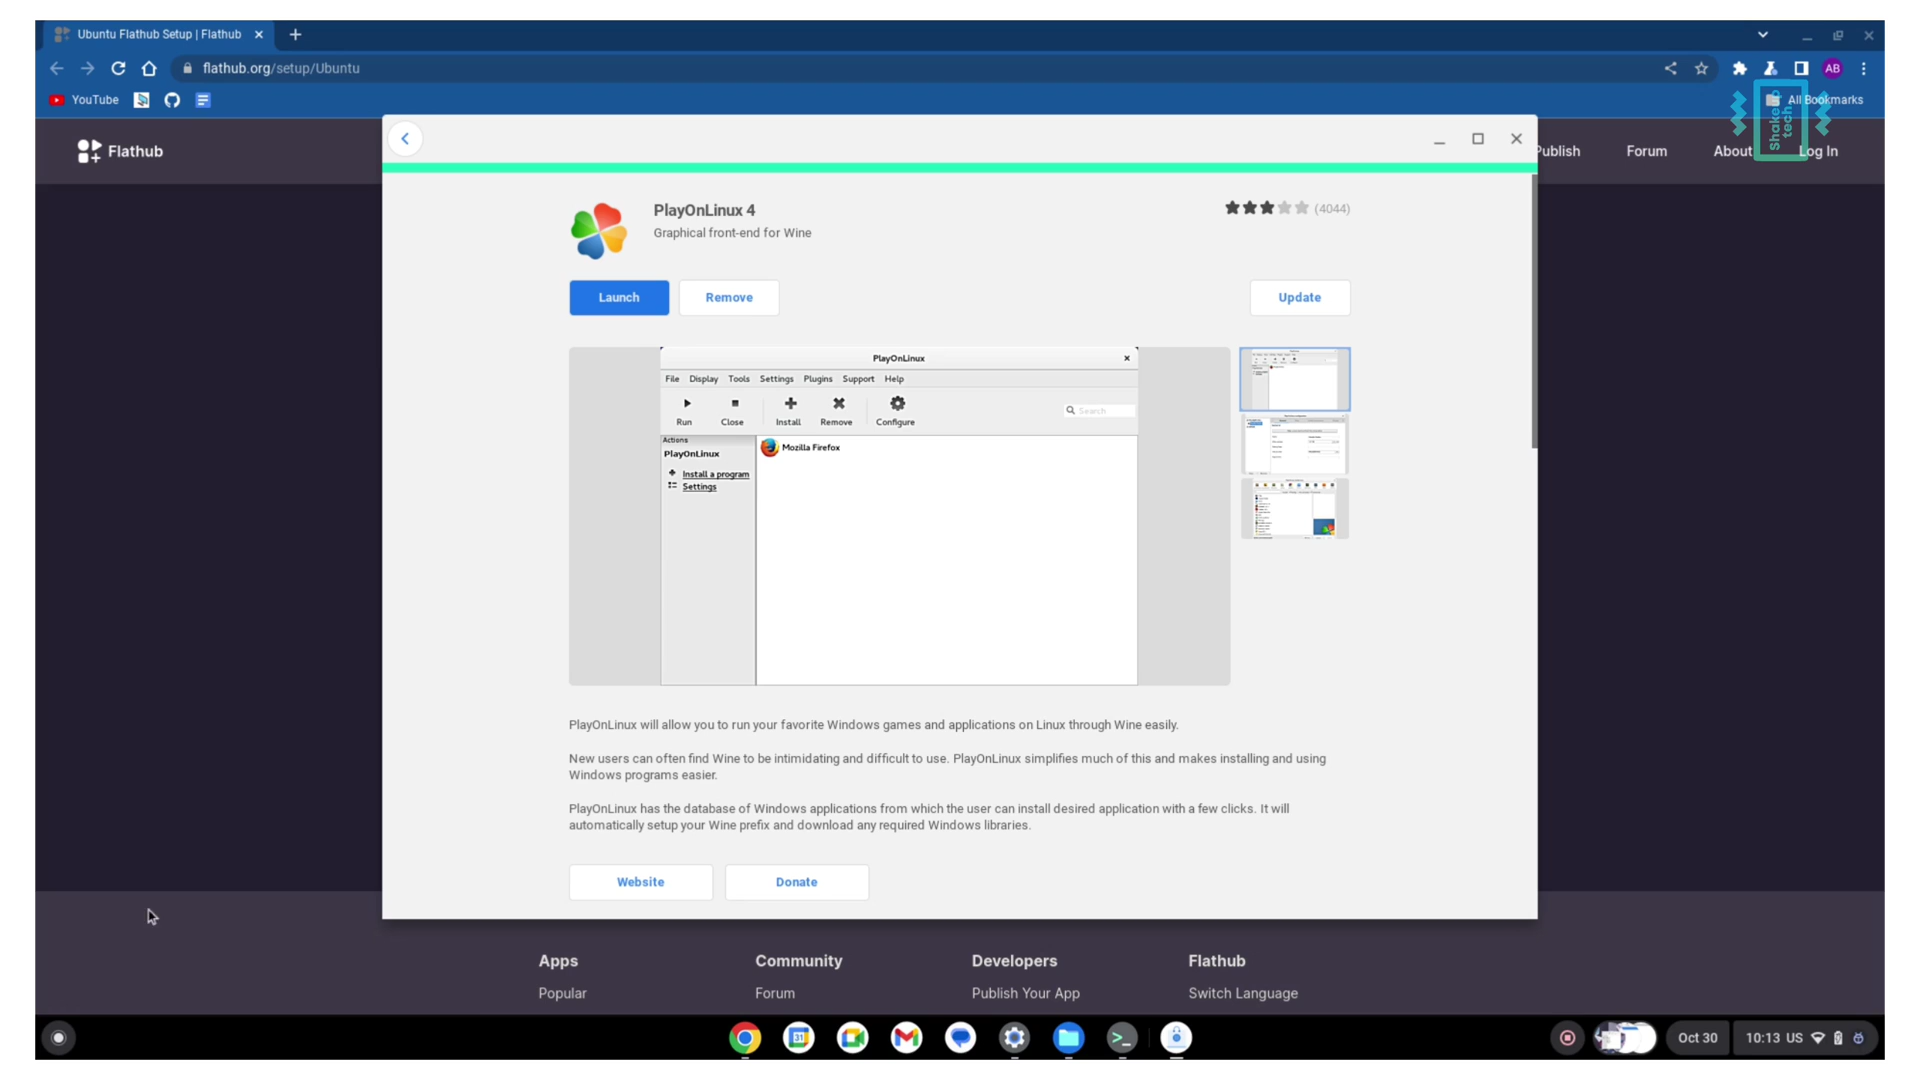 Ubuntu Flathub Setup | Flathub
flathub.org/setup/Ubuntu
AB
YouTube
All Bookmarks
shake up
tech
Flathub
Publish
Forum
About
Log In
PlayOnLinux 4
(4044)
Graphical front-end for Wine
Launch
Remove
Update
PlayOnLinux
File Display Tools Settings Plugins Support Help
Run Close Install Remove Configure
Search
Actions
PlayOnLinux
Install a program
Settings
Mozilla Firefox
PlayOnLinux will allow you to run your favorite Windows games and applications on Linux through Wine easily.
New users can often find Wine to be intimidating and difficult to use. PlayOnLinux simplifies much of this and makes installing and using
Windows programs easier.
PlayOnLinux has the database of Windows applications from which the user can install desired application with a few clicks. It will
automatically setup your Wine prefix and download any required Windows libraries.
Website
Donate
Apps Community Developers Flathub
Popular Forum Publish Your App Switch Language
31
Oct 30
10:13 US